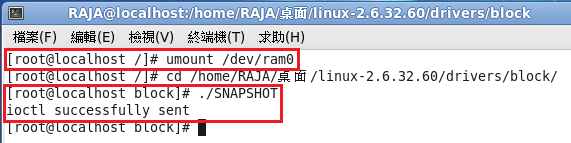 RAJA@localhost:/home/RAJA/桌面/linux-2.6.32.60/drivers/block
檔案(F) 編輯(E) 檢視(V) 終端機(T) 求助(H)
[root@localhost /]# umount /dev/ram0
[root@localhost /]# cd /home/RAJA/桌面/linux-2.6.32.60/drivers/block/
[root@localhost block]# ./SNAPSHOT
ioctl successfully sent
[root@localhost block]#